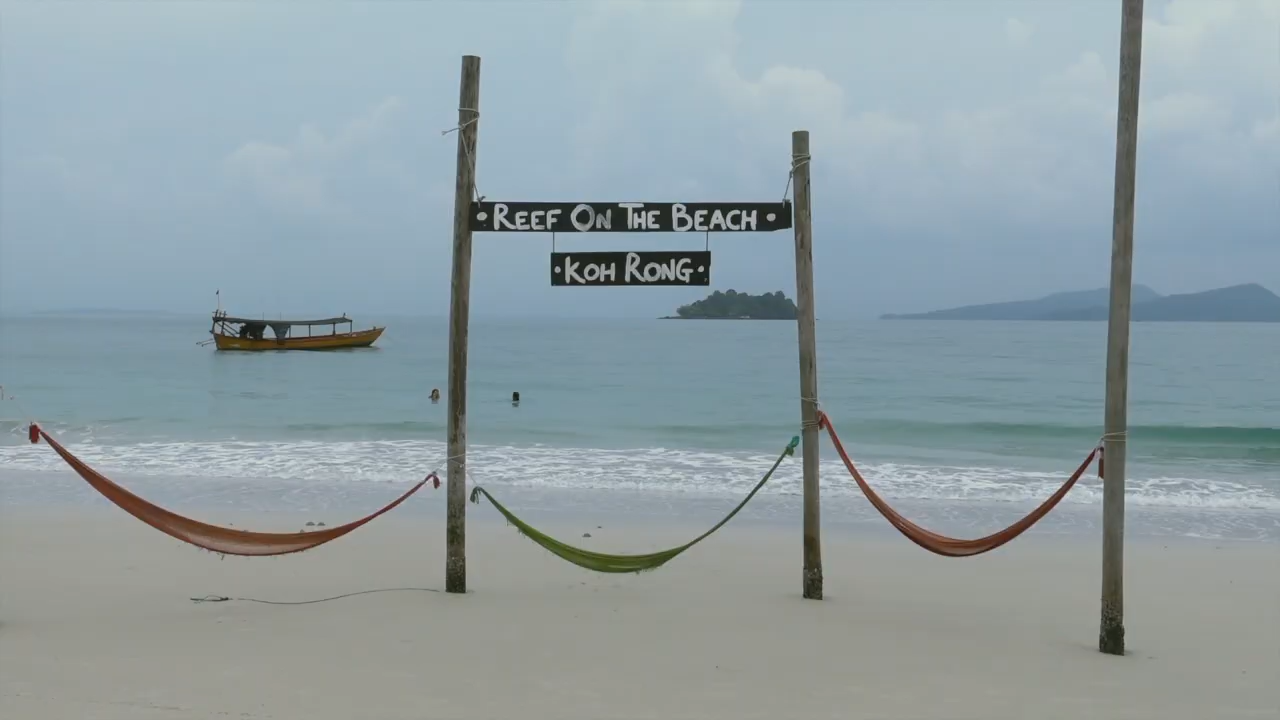 • REEF ON THE BEACH •
• KOH RONG •